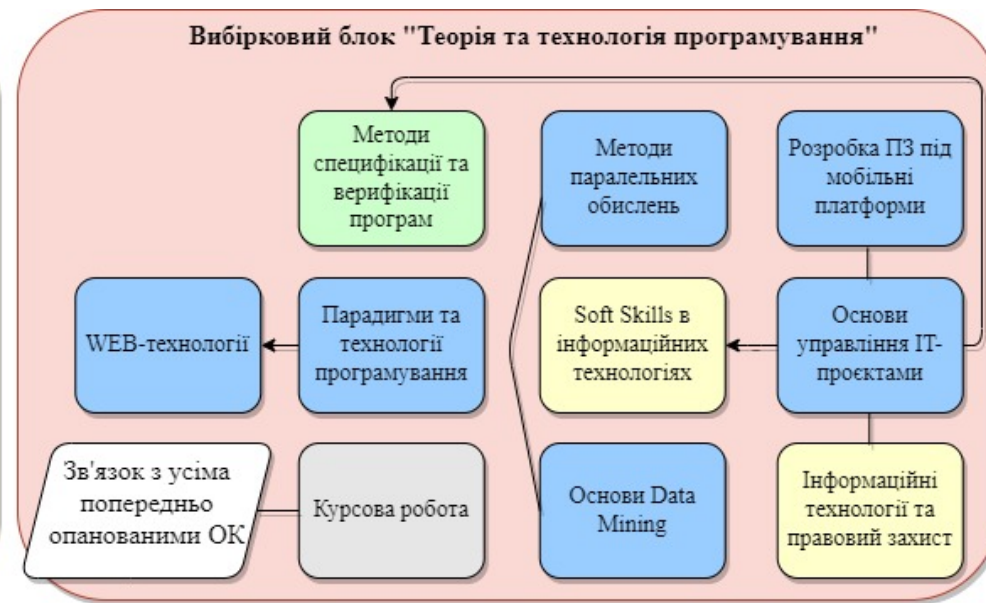 Вибірковий блок "Теорія та технологія програмування"
Методи
специфікації та
верифікації
програм
Методи
паралельних
обислень
Розробка ПЗ під
мобільні
платформи
WEB-технології
Парадигми та
технології
програмування
Soft Skills в
інформаційних
технологіях
Основи
управління ІТ-
проєктами
Зв'язок з усіма
попередньо
опанованими ОК
Курсова робота
Основи Data
Mining
Інформаційні
технології та
правовий захист